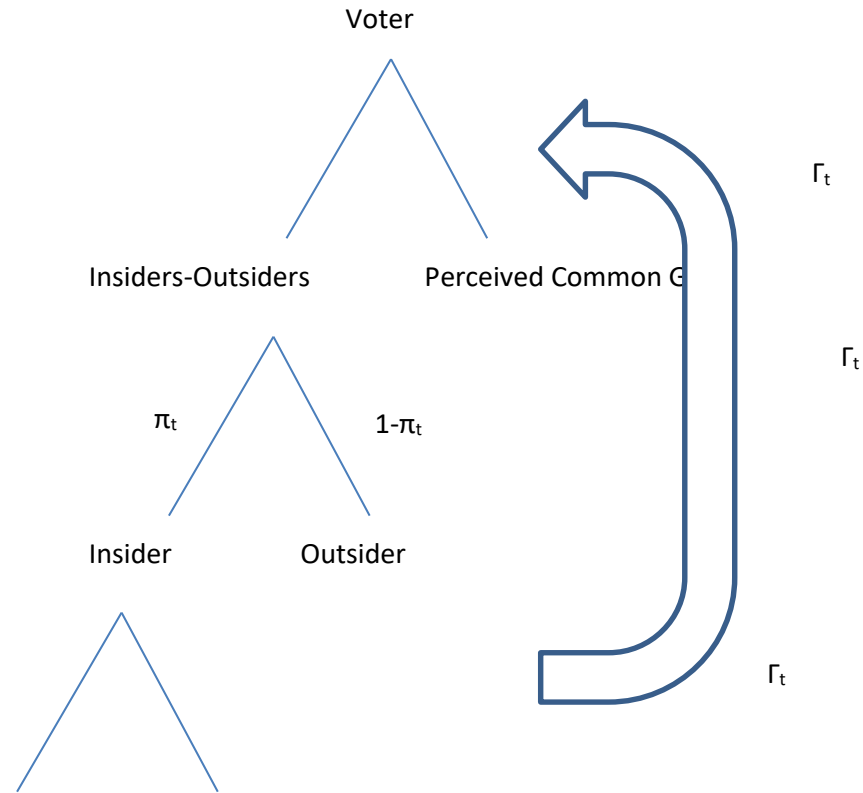 Voter
Γₜ
Insiders-Outsiders
Perceived Common
Γₜ
πₜ
1-πₜ
Insider
Outsider
Γₜ